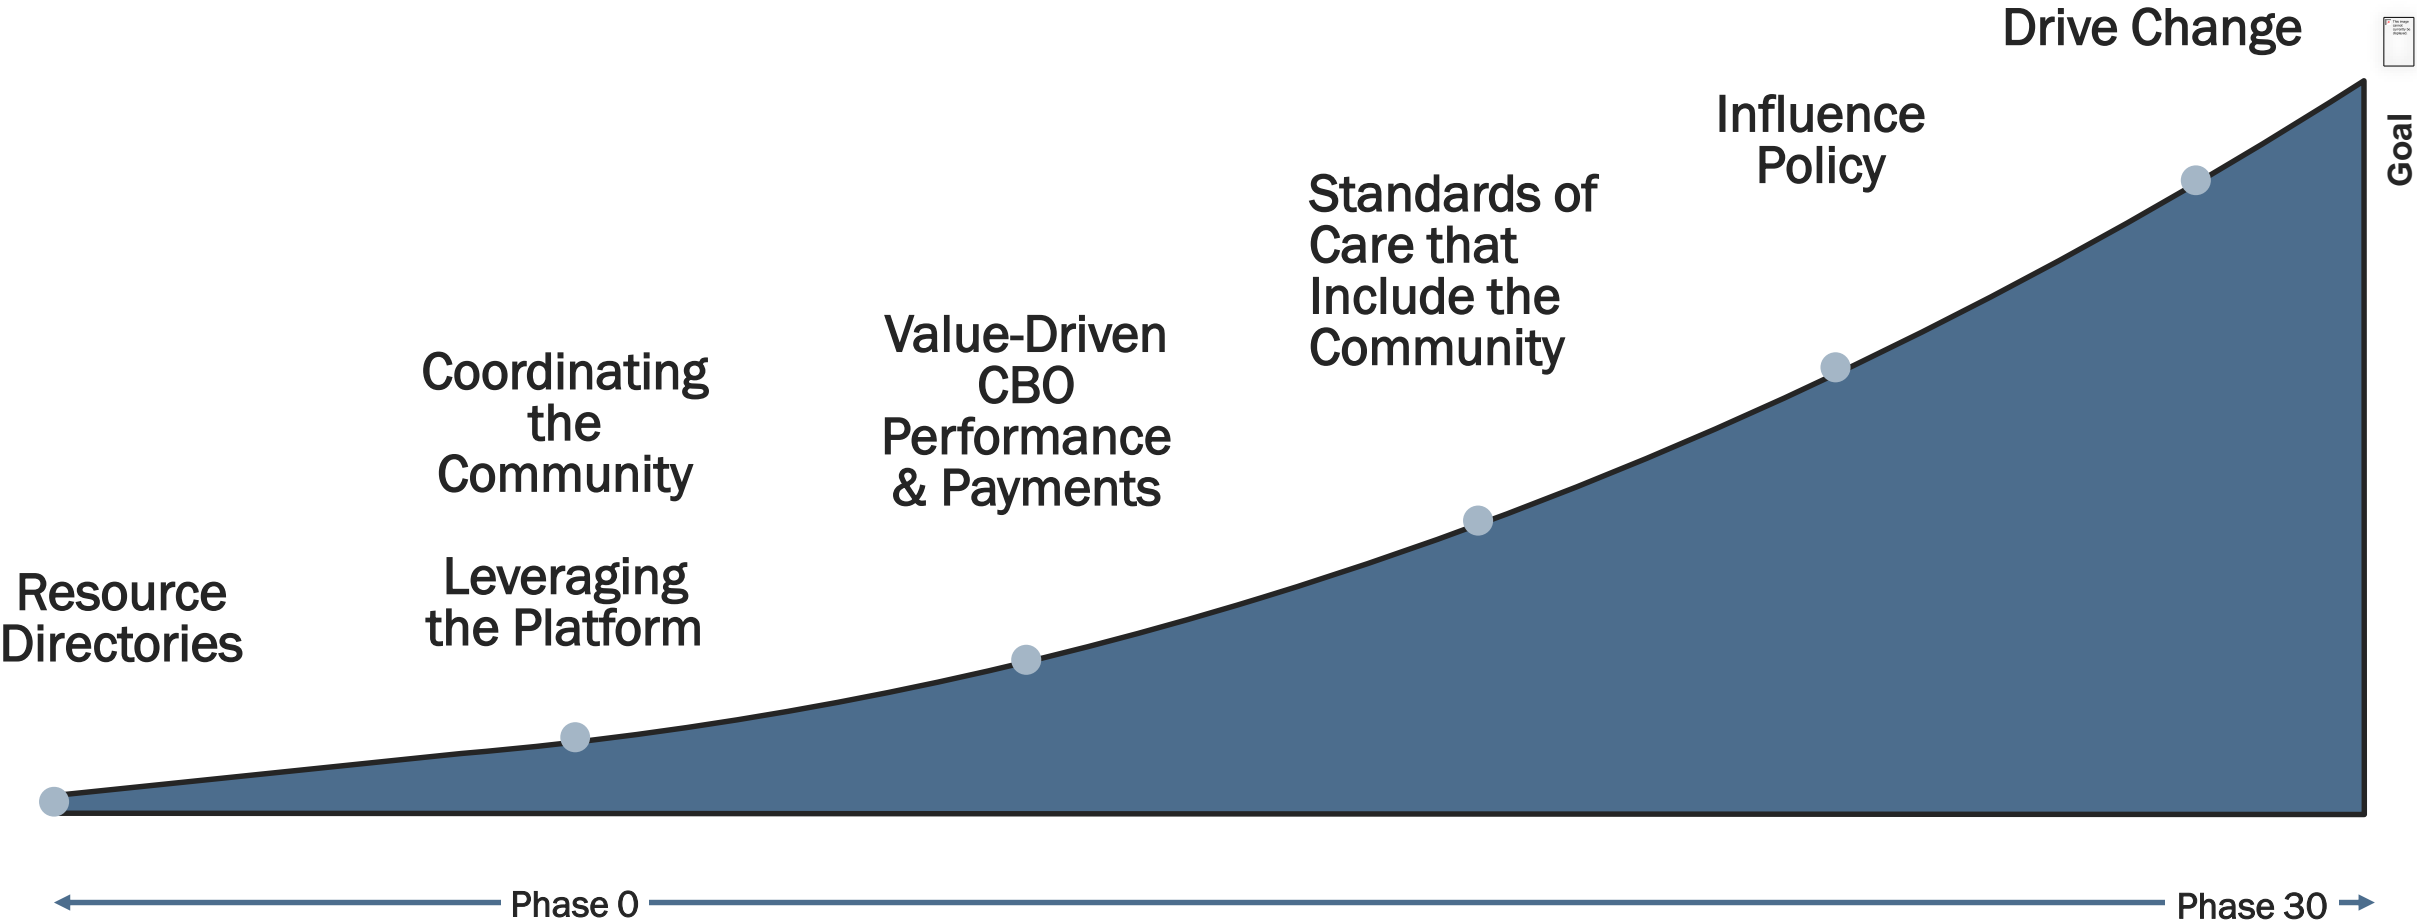 Drive Change
Influence
Policy
Goal
Standards of
Care that
Include the
Community
Value-Driven
CBO
Performance
& Payments
Coordinating
the
Community
Leveraging
the Platform
Resource
Directories
Phase 0
Phase 30